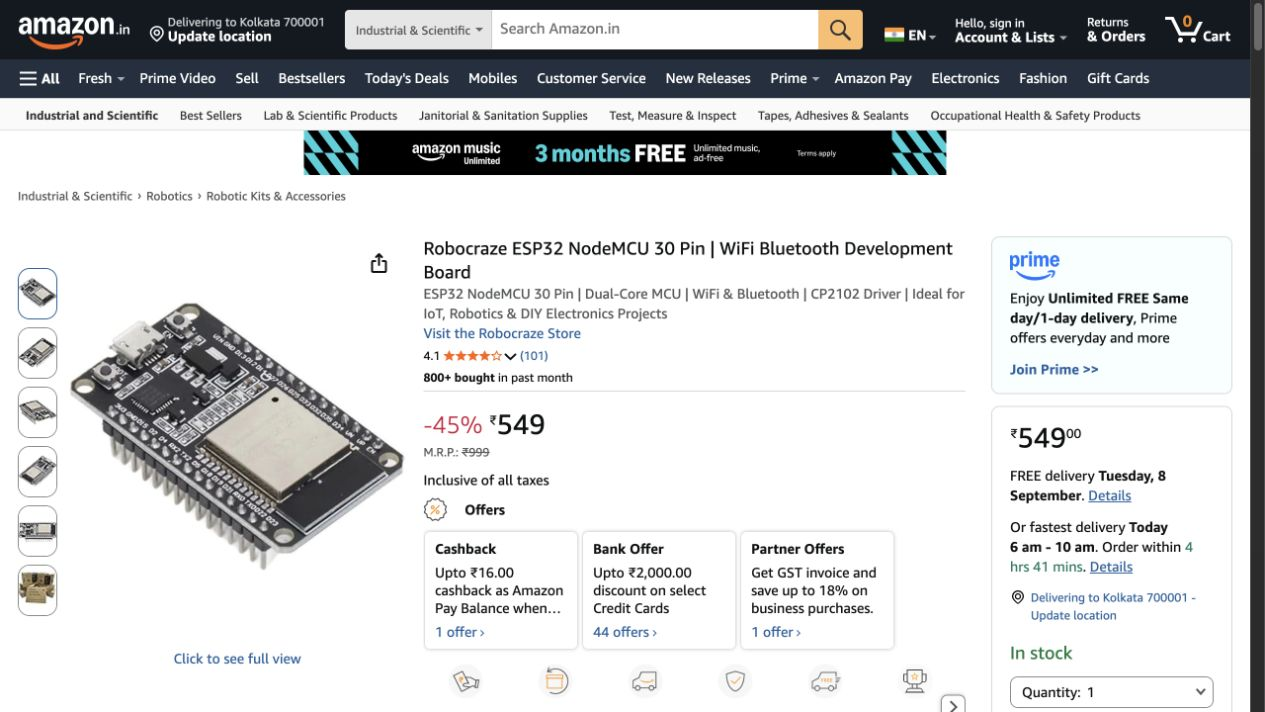 amazon.in
Delivering to Kolkata 700001
Update location
Industrial & Scientific
Search Amazon.in
EN
Hello, sign in
Account & Lists
Returns
& Orders
0
Cart
All
Fresh
Prime Video
Sell
Bestsellers
Today's Deals
Mobiles
Customer Service
New Releases
Prime
Amazon Pay
Electronics
Fashion
Gift Cards
Industrial and Scientific
Best Sellers
Lab & Scientific Products
Janitorial & Sanitation Supplies
Test, Measure & Inspect
Tapes, Adhesives & Sealants
Occupational Health & Safety Products
amazon music
Unlimited
3 months FREE
Unlimited music,
ad-free
Terms apply
Industrial & Scientific › Robotics › Robotic Kits & Accessories
Robocraze ESP32 NodeMCU 30 Pin | WiFi Bluetooth Development
Board
ESP32 NodeMCU 30 Pin | Dual-Core MCU | WiFi & Bluetooth | CP2102 Driver | Ideal for
IoT, Robotics & DIY Electronics Projects
Visit the Robocraze Store
4.1 (101)
800+ bought in past month
-45% ₹549
M.R.P.: ₹999
Inclusive of all taxes
% Offers
Cashback
Upto ₹16.00
cashback as Amazon
Pay Balance when…
1 offer ›
Bank Offer
Upto ₹2,000.00
discount on select
Credit Cards
44 offers ›
Partner Offers
Get GST invoice and
save up to 18% on
business purchases.
1 offer ›
Click to see full view
prime
Enjoy Unlimited FREE Same
day/1-day delivery, Prime
offers everyday and more
Join Prime >>
₹54900
FREE delivery Tuesday, 8
September. Details
Or fastest delivery Today
6 am - 10 am. Order within 4
hrs 41 mins. Details
Delivering to Kolkata 700001 -
Update location
In stock
Quantity: 1